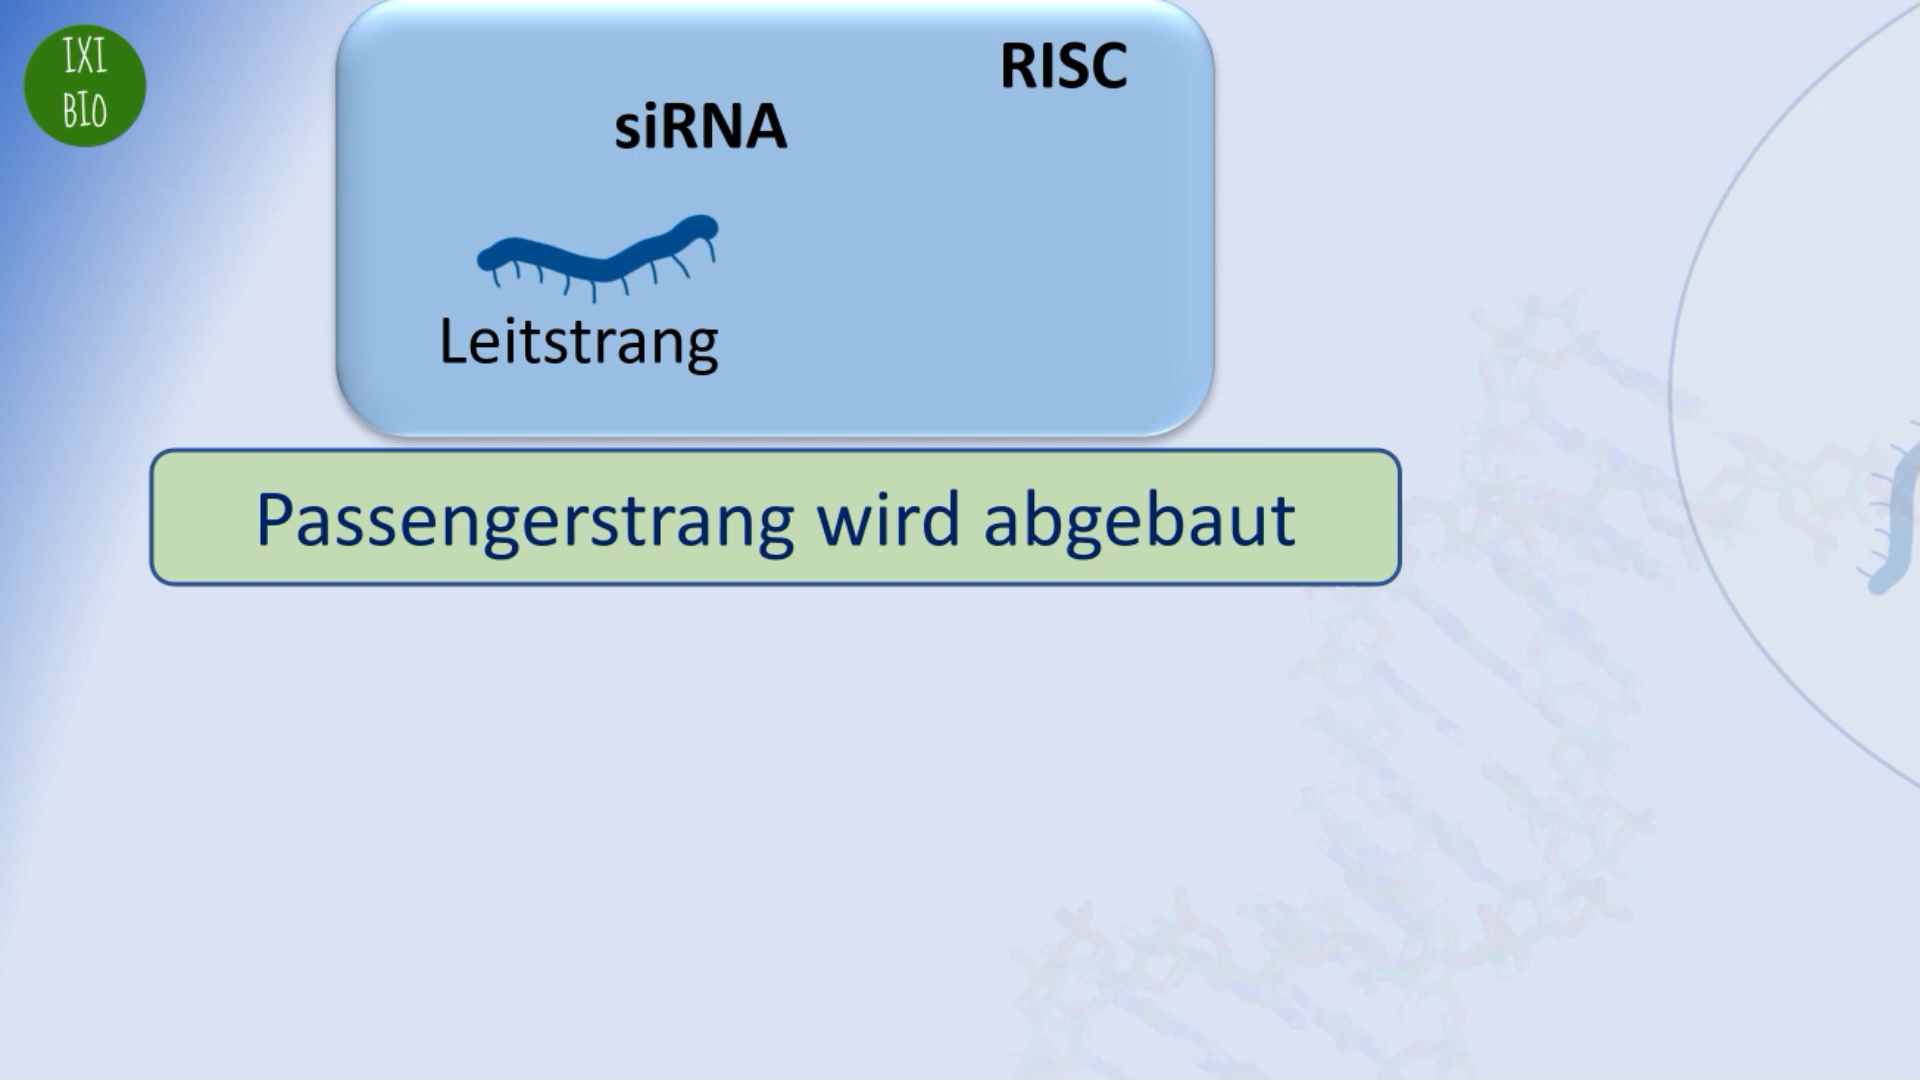 IXI
BIO
RISC
siRNA
Leitstrang
Passengerstrang wird abgebaut